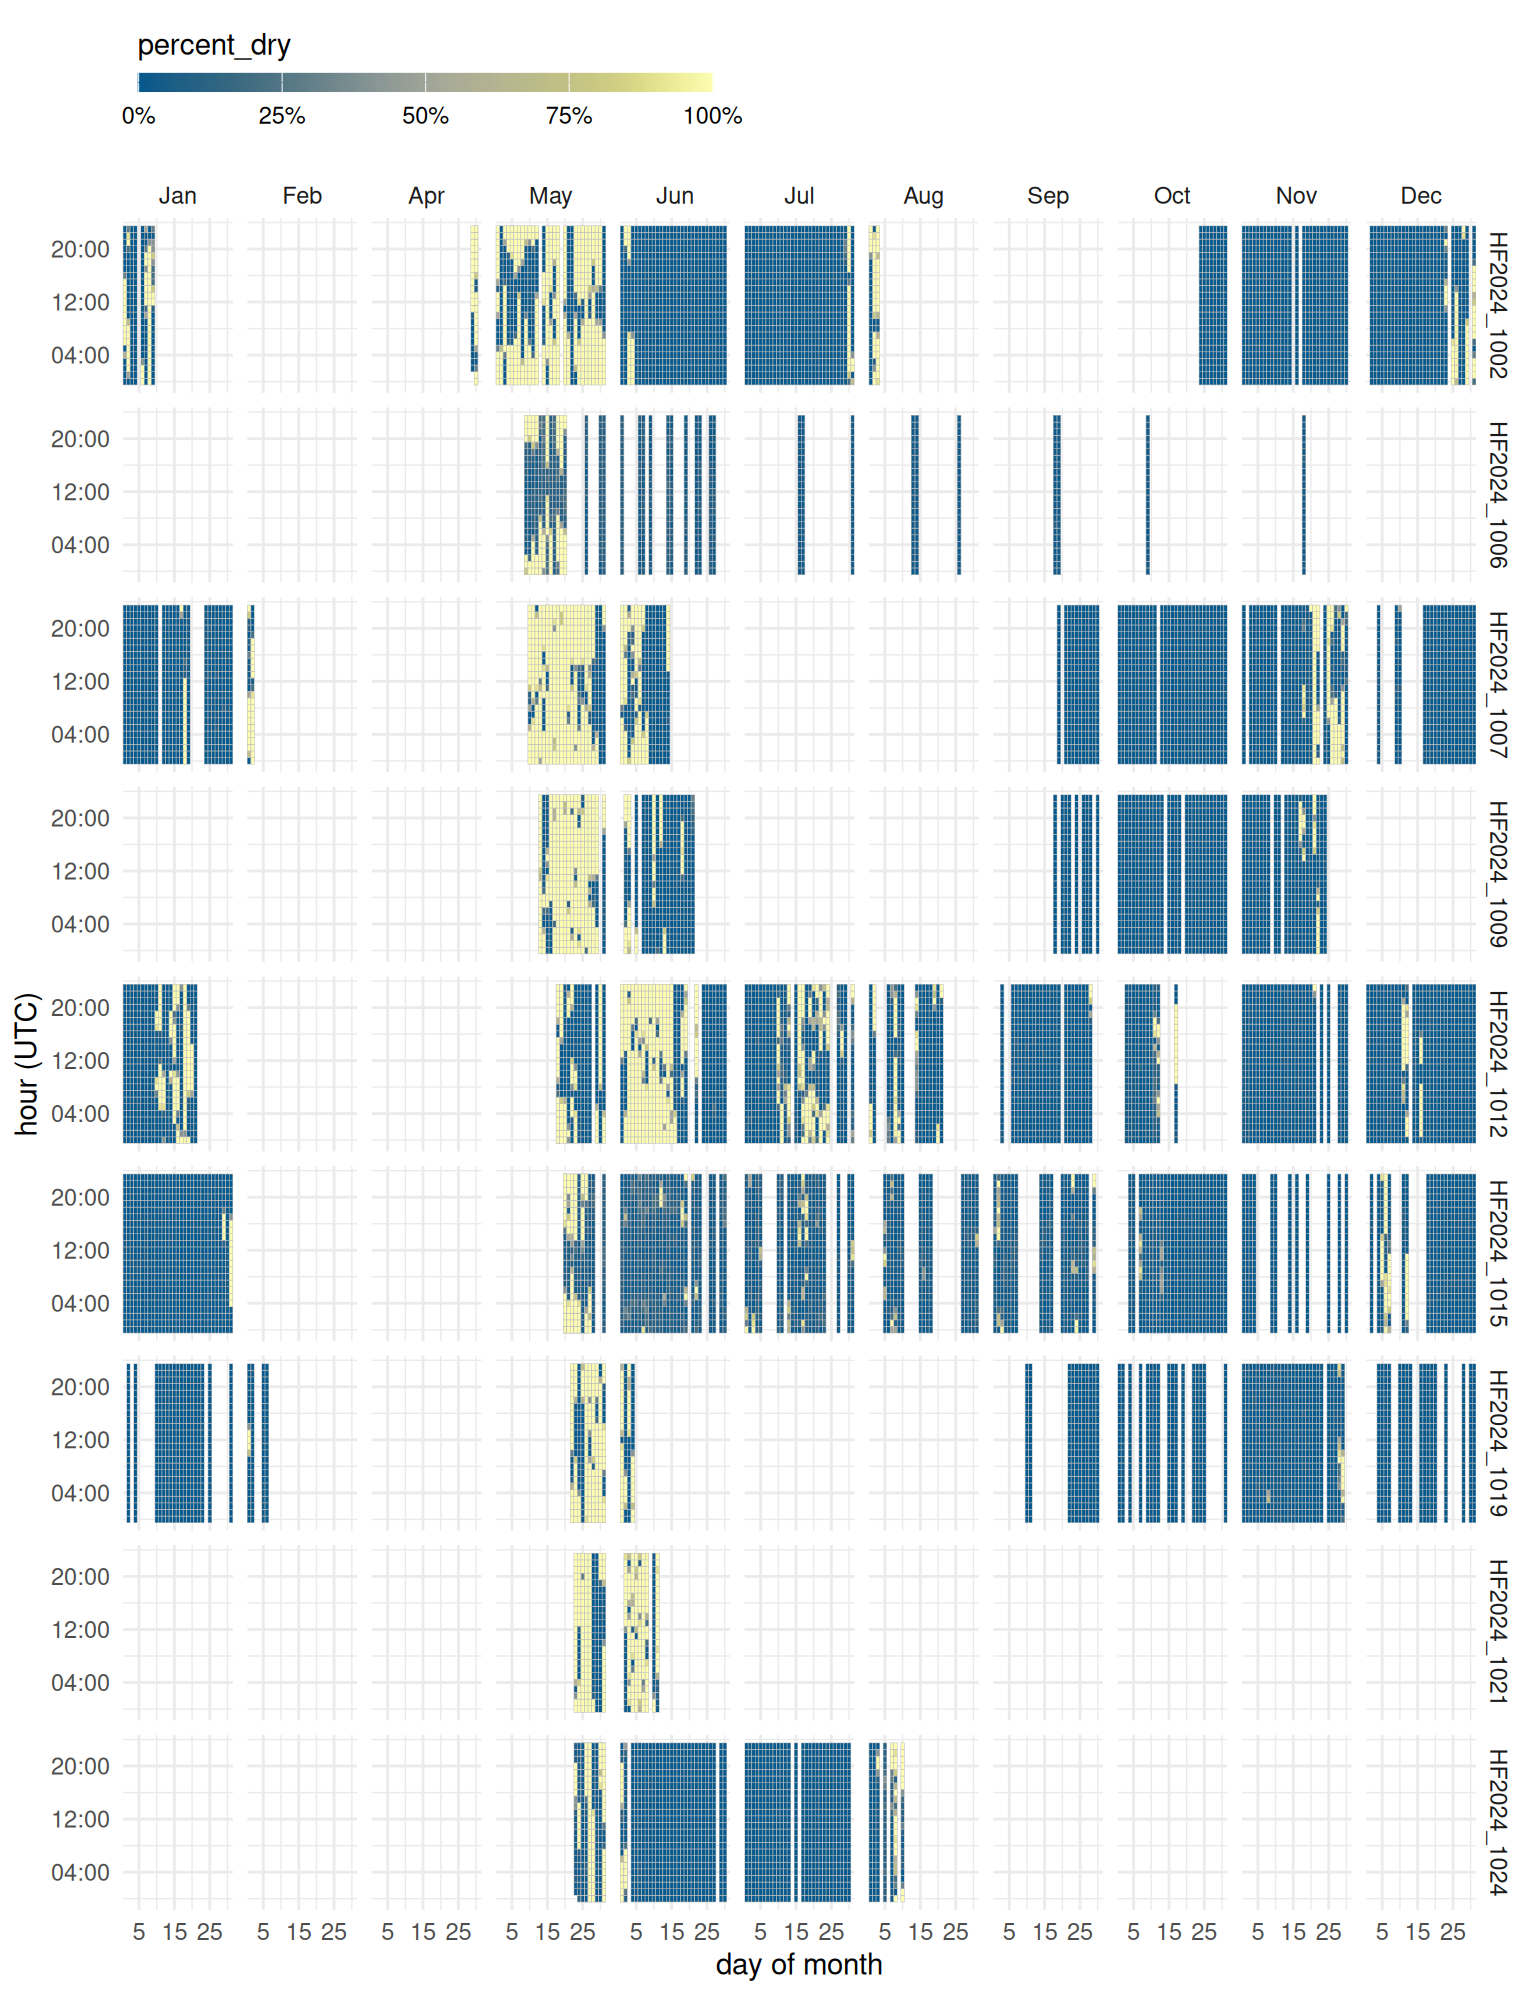 percent_dry
0% 25% 50% 75% 100%
Jan Feb Apr May Jun Jul Aug Sep Oct Nov Dec
20:00
12:00
04:00
HF2024_1002
20:00
12:00
04:00
HF2024_1006
20:00
12:00
04:00
HF2024_1007
20:00
12:00
04:00
HF2024_1009
20:00
12:00
04:00
HF2024_1012
20:00
12:00
04:00
HF2024_1015
20:00
12:00
04:00
HF2024_1019
20:00
12:00
04:00
HF2024_1021
20:00
12:00
04:00
HF2024_1024
hour (UTC)
5 15 25 5 15 25 5 15 25 5 15 25 5 15 25 5 15 25 5 15 25 5 15 25 5 15 25 5 15 25 5 15 25
day of month